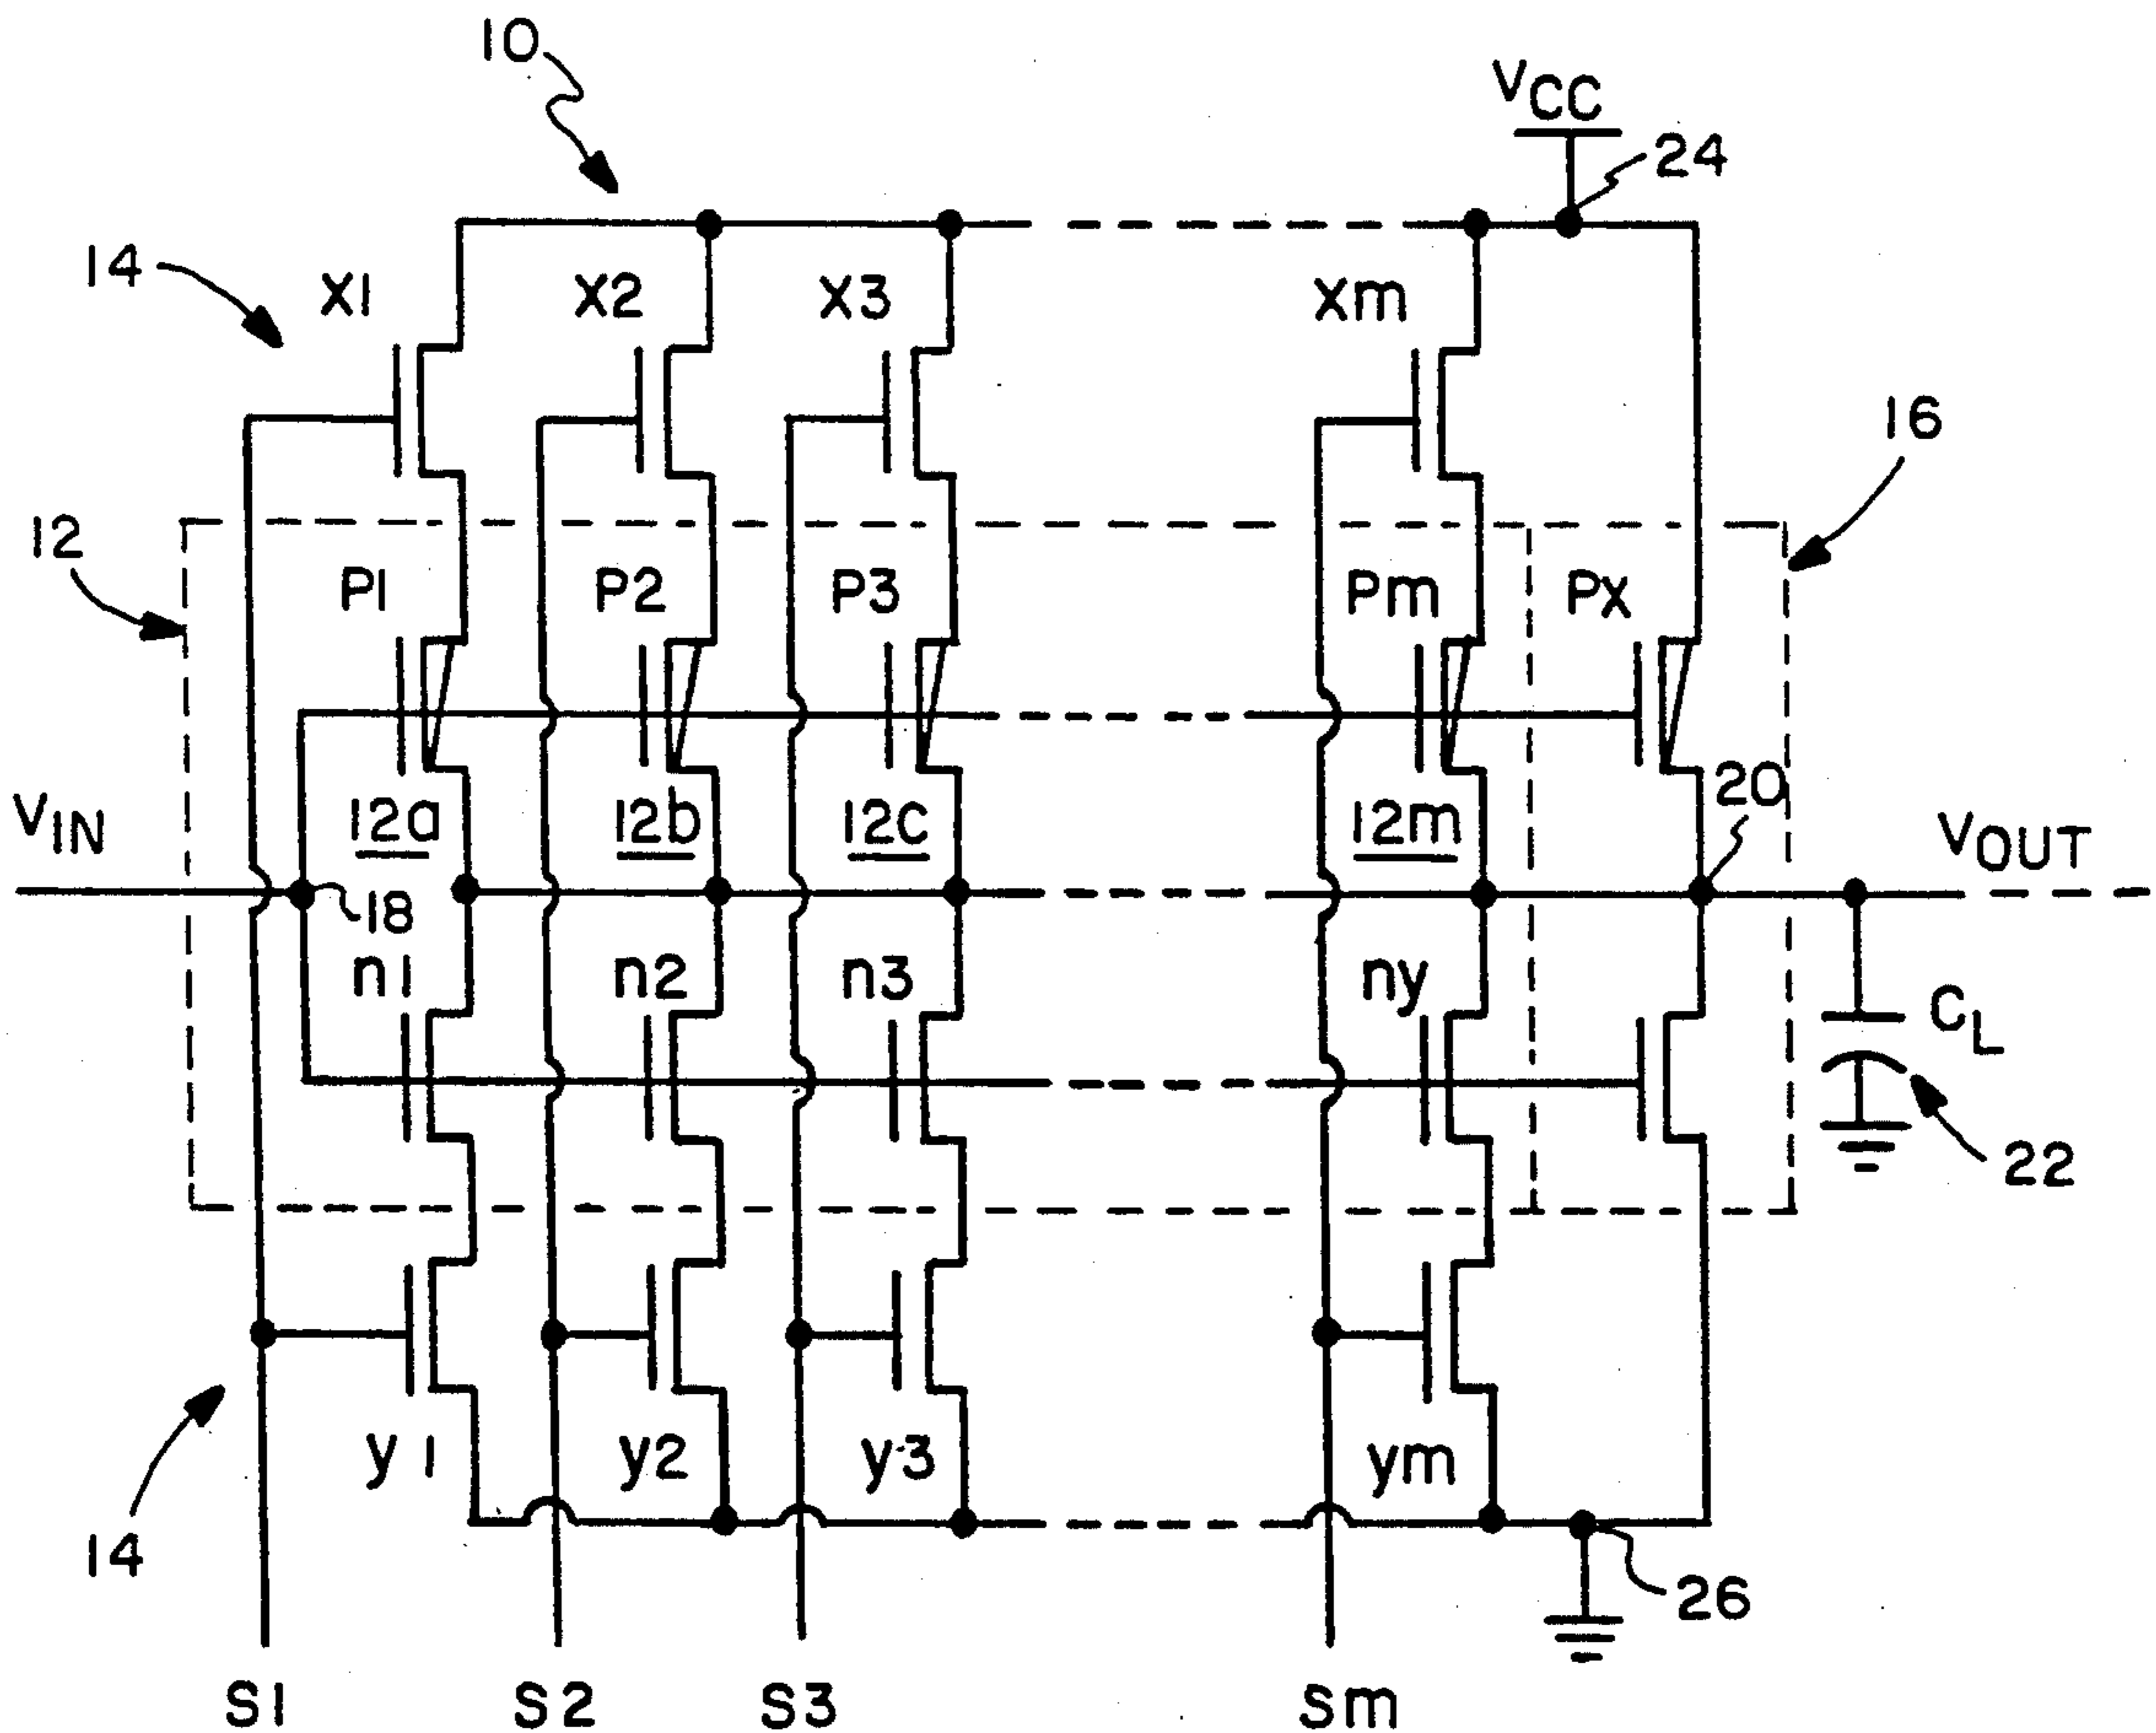 10
VCC
24
14
X1
X2
X3
Xm
16
12
P1
P2
P3
Pm
PX
VIN
12a
12b
12c
12m
20
VOUT
18
n1
n2
n3
ny
CL
22
y1
y2
y3
ym
14
26
S1
S2
S3
Sm